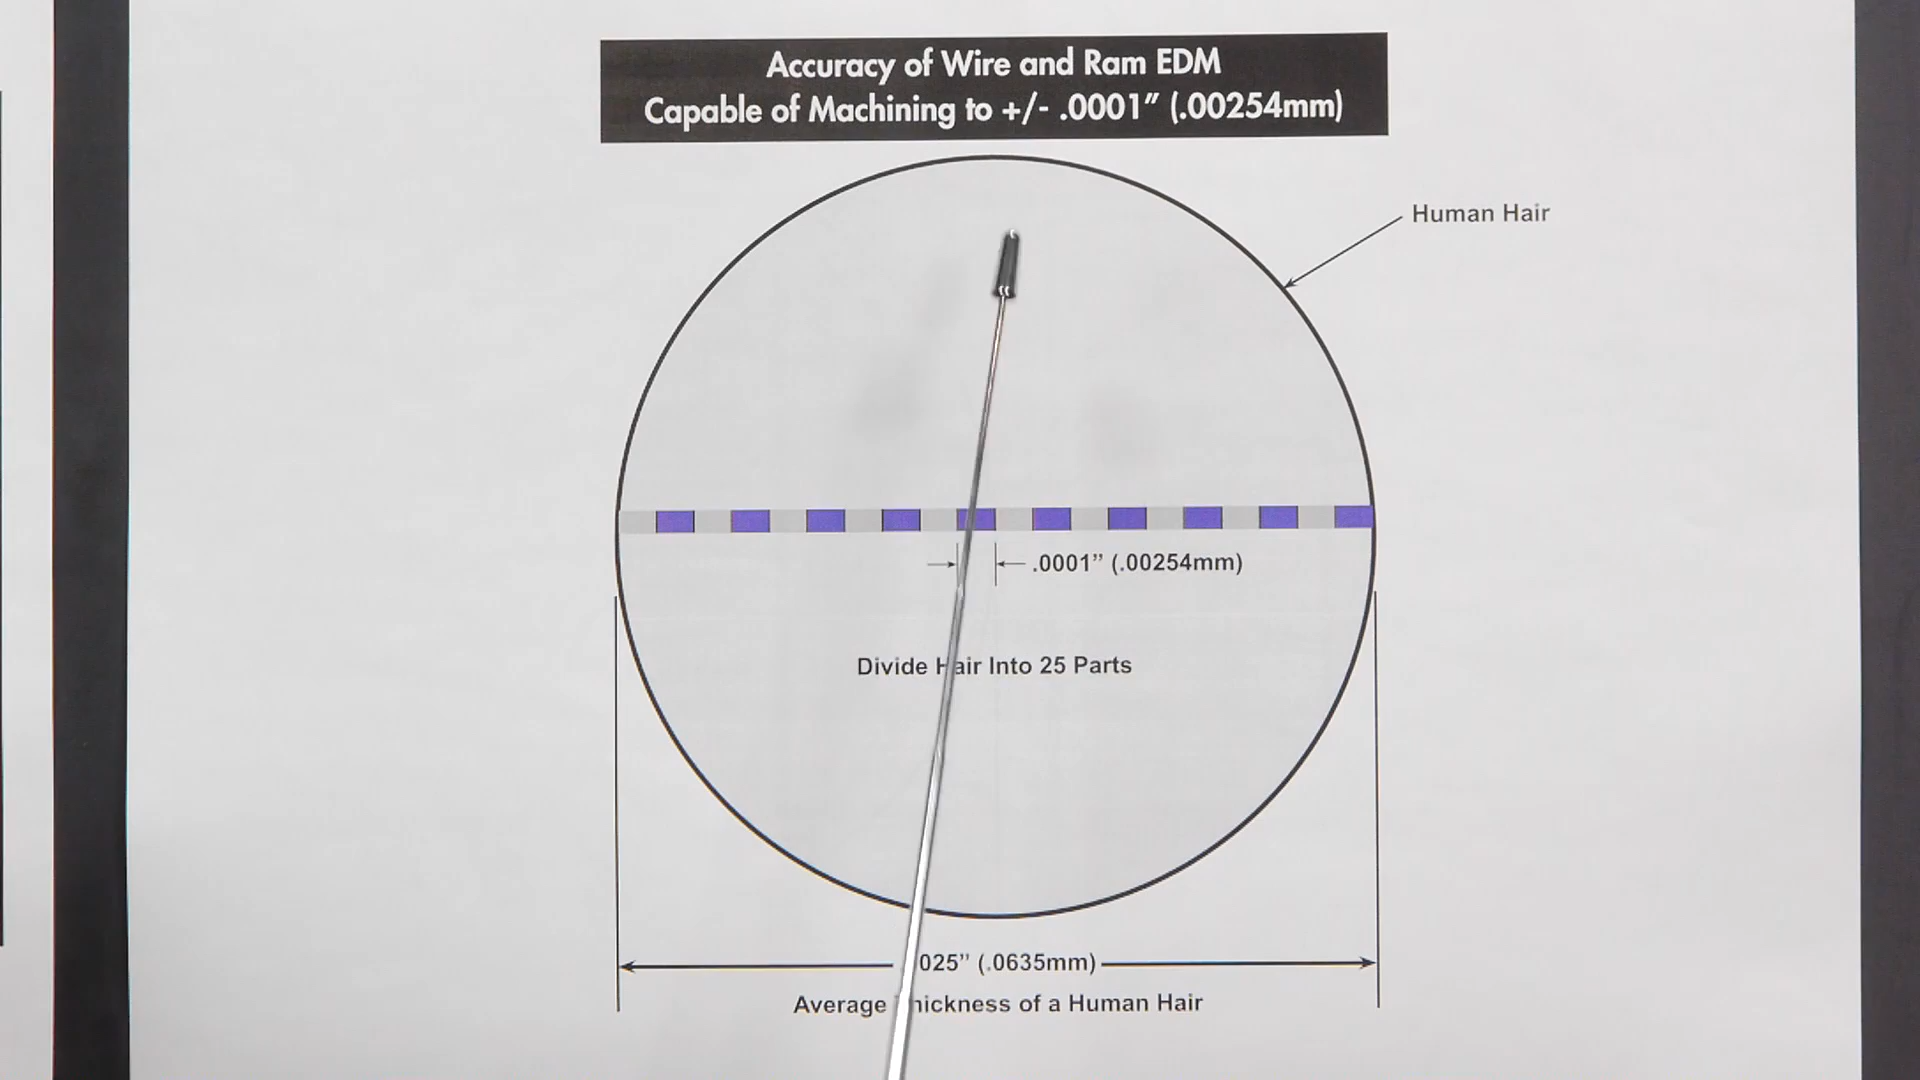 Accuracy of Wire and Ram EDM
Capable of Machining to +/- .0001” (.00254mm)
Human Hair
.0001” (.00254mm)
Divide Hair Into 25 Parts
025” (.0635mm)
Average Thickness of a Human Hair